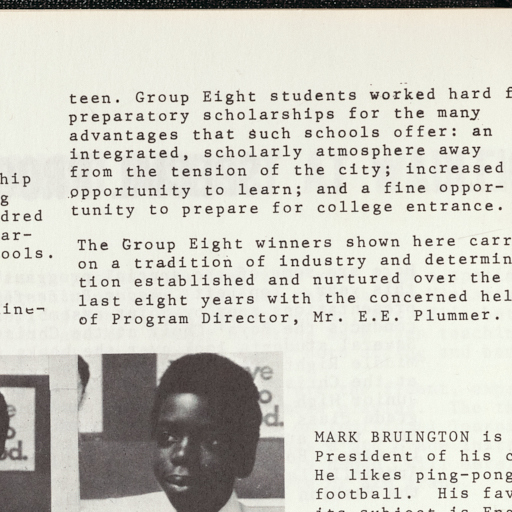 teen. Group Eight students worked hard f
preparatory scholarships for the many
advantages that such schools offer: an
integrated, scholarly atmosphere away
from the tension of the city; increased
opportunity to learn; and a fine oppor-
tunity to prepare for college entrance.
The Group Eight winners shown here carr
on a tradition of industry and determin
tion established and nurtured over the
last eight years with the concerned hel
of Program Director, Mr. E.E. Plummer.
hip
g
dred
ar-
ools.
ine-
MARK BRUINGTON is
President of his c
He likes ping-pong
football. His fav